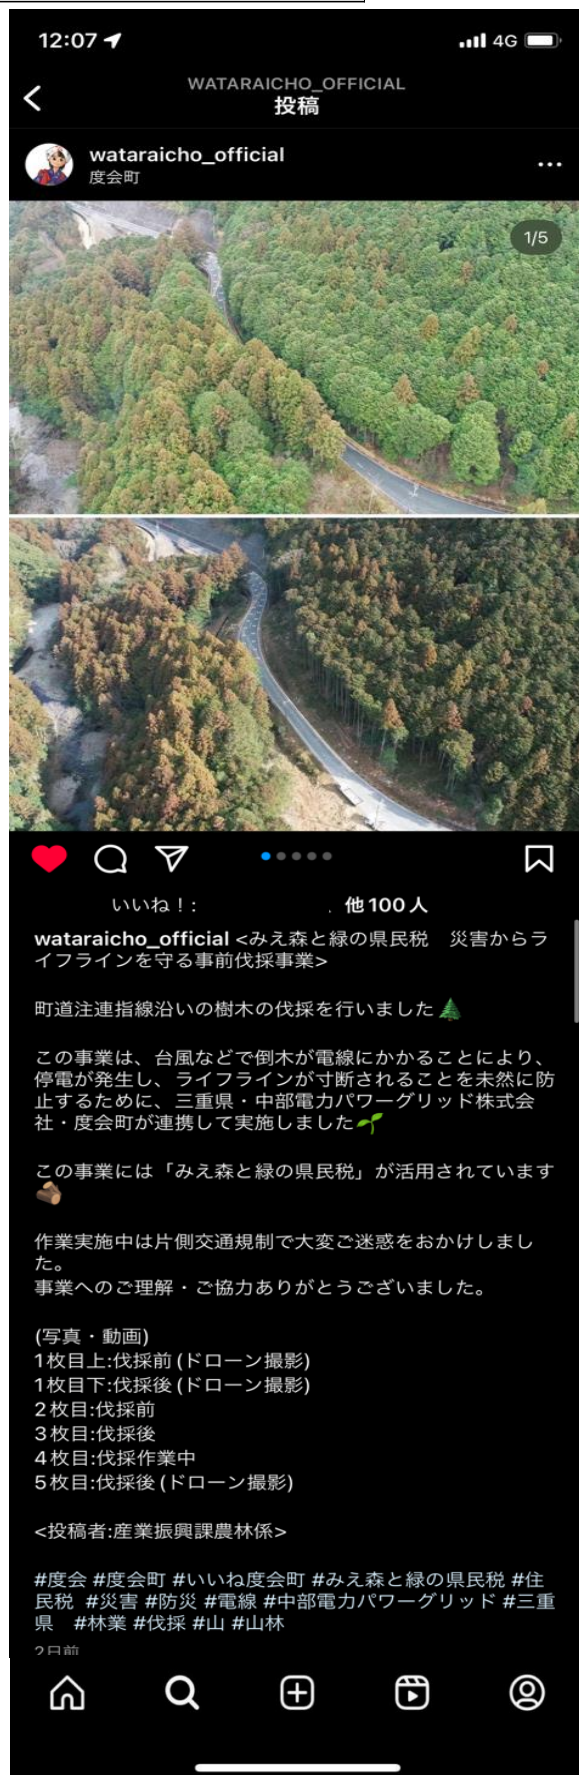 12:07
4G
WATARAICHO_OFFICIAL
投稿
wataraicho_official
度会町
1/5
いいね！: 、他100人
wataraicho_official <みえ森と緑の県民税　災害からラ
イフラインを守る事前伐採事業>
町道注連指線沿いの樹木の伐採を行いました🌲
この事業は、台風などで倒木が電線にかかることにより、
停電が発生し、ライフラインが寸断されることを未然に防
止するために、三重県・中部電力パワーグリッド株式会
社・度会町が連携して実施しました🌱
この事業には「みえ森と緑の県民税」が活用されています
🪵
作業実施中は片側交通規制で大変ご迷惑をおかけしまし
た。
事業へのご理解・ご協力ありがとうございました。
(写真・動画)
1枚目上:伐採前 (ドローン撮影)
1枚目下:伐採後 (ドローン撮影)
2枚目:伐採前
3枚目:伐採後
4枚目:伐採作業中
5枚目:伐採後 (ドローン撮影)
<投稿者:産業振興課農林係>
#度会 #度会町 #いいね度会町 #みえ森と緑の県民税 #住
民税 #災害 #防災 #電線 #中部電力パワーグリッド #三重
県　#林業 #伐採 #山 #山林
2日前